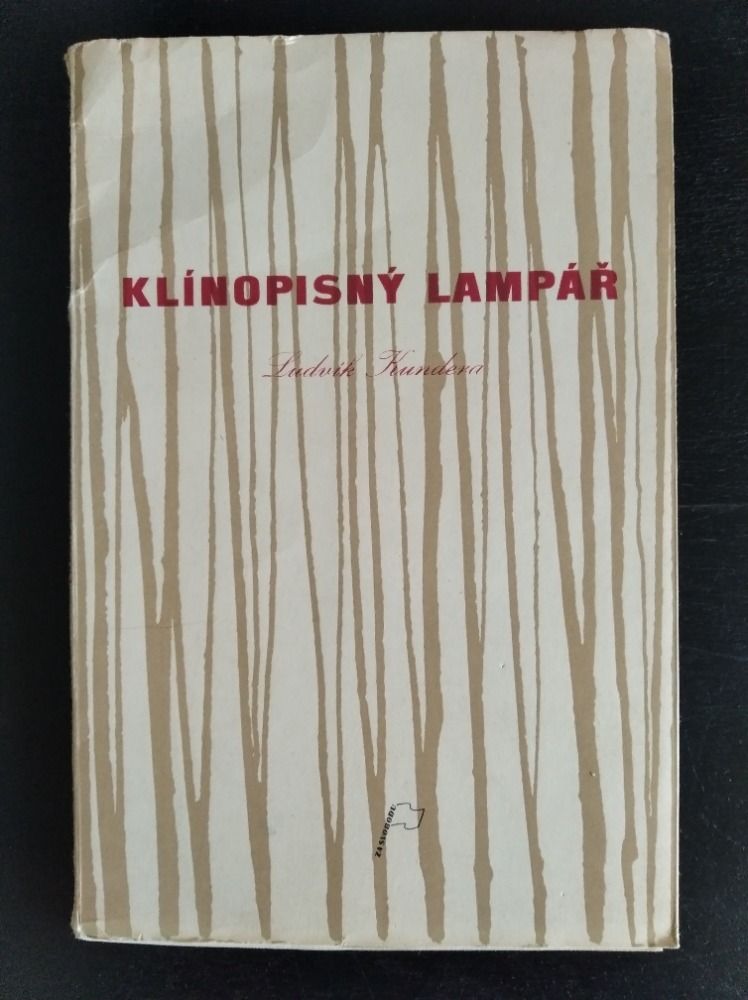 KLÍNOPISNÝ LAMPÁŘ
Ludvík Kundera
ZA SVOBODU